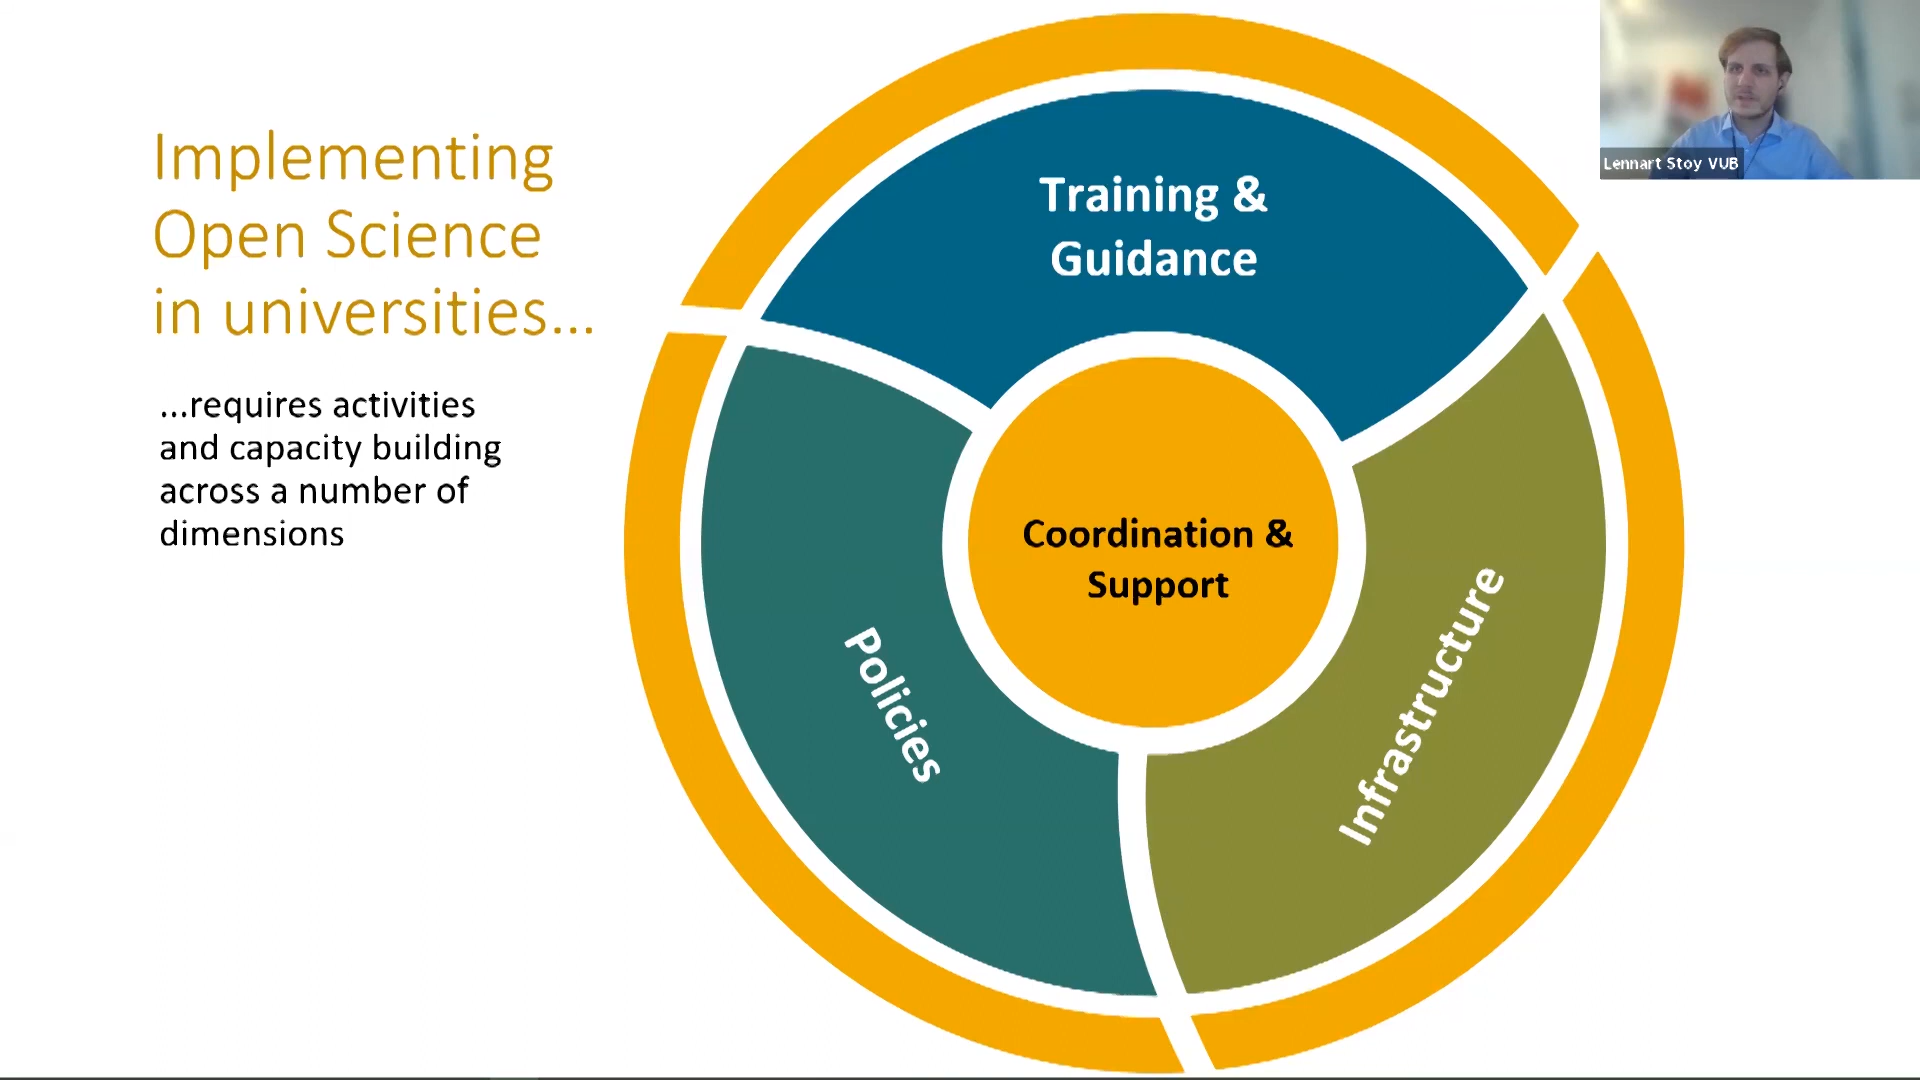 Implementing
Open Science
in universities...
...requires activities
and capacity building
across a number of
dimensions
Training &
Guidance
Coordination &
Support
Policies
Infrastructure
Lennart Stoy VUB